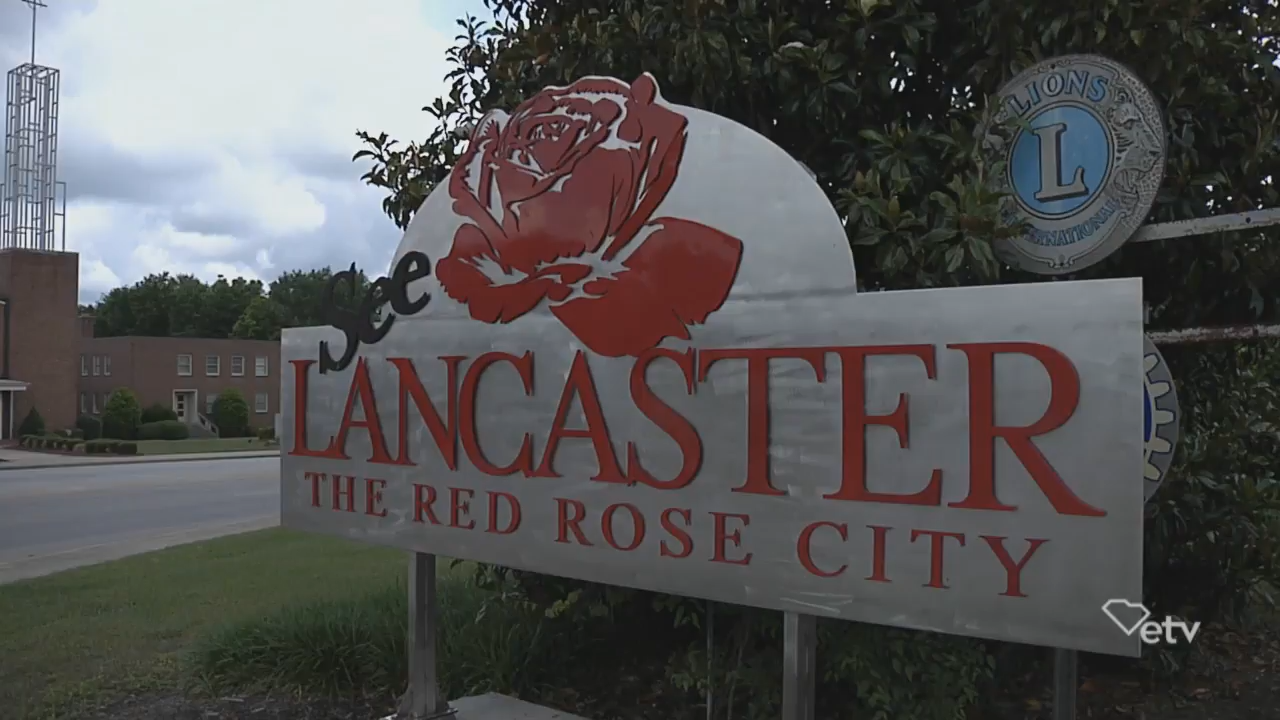 See
LANCASTER
THE RED ROSE CITY
LIONS
L
INTERNATIONAL
etv